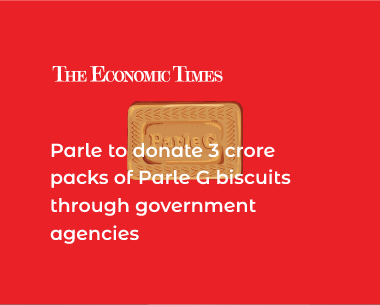 THE ECONOMIC TIMES
Parle G
Parle to donate 3 crore
packs of Parle G biscuits
through government
agencies